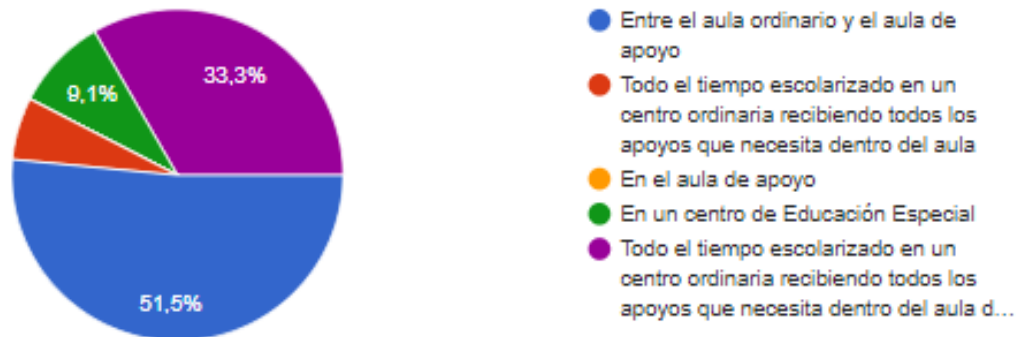 33,3%
9,1%
51,5%
Entre el aula ordinario y el aula de
apoyo
Todo el tiempo escolarizado en un
centro ordinaria recibiendo todos los
apoyos que necesita dentro del aula
En el aula de apoyo
En un centro de Educación Especial
Todo el tiempo escolarizado en un
centro ordinaria recibiendo todos los
apoyos que necesita dentro del aula d...